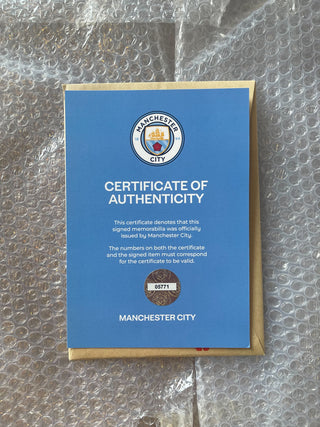 MANCHESTER
18 94
CITY
CERTIFICATE OF
AUTHENTICITY
This certificate denotes that this
signed memorabilia was officially
issued by Manchester City.
The numbers on both the certificate
and the signed item must correspond
for the certificate to be valid.
05771
MANCHESTER CITY